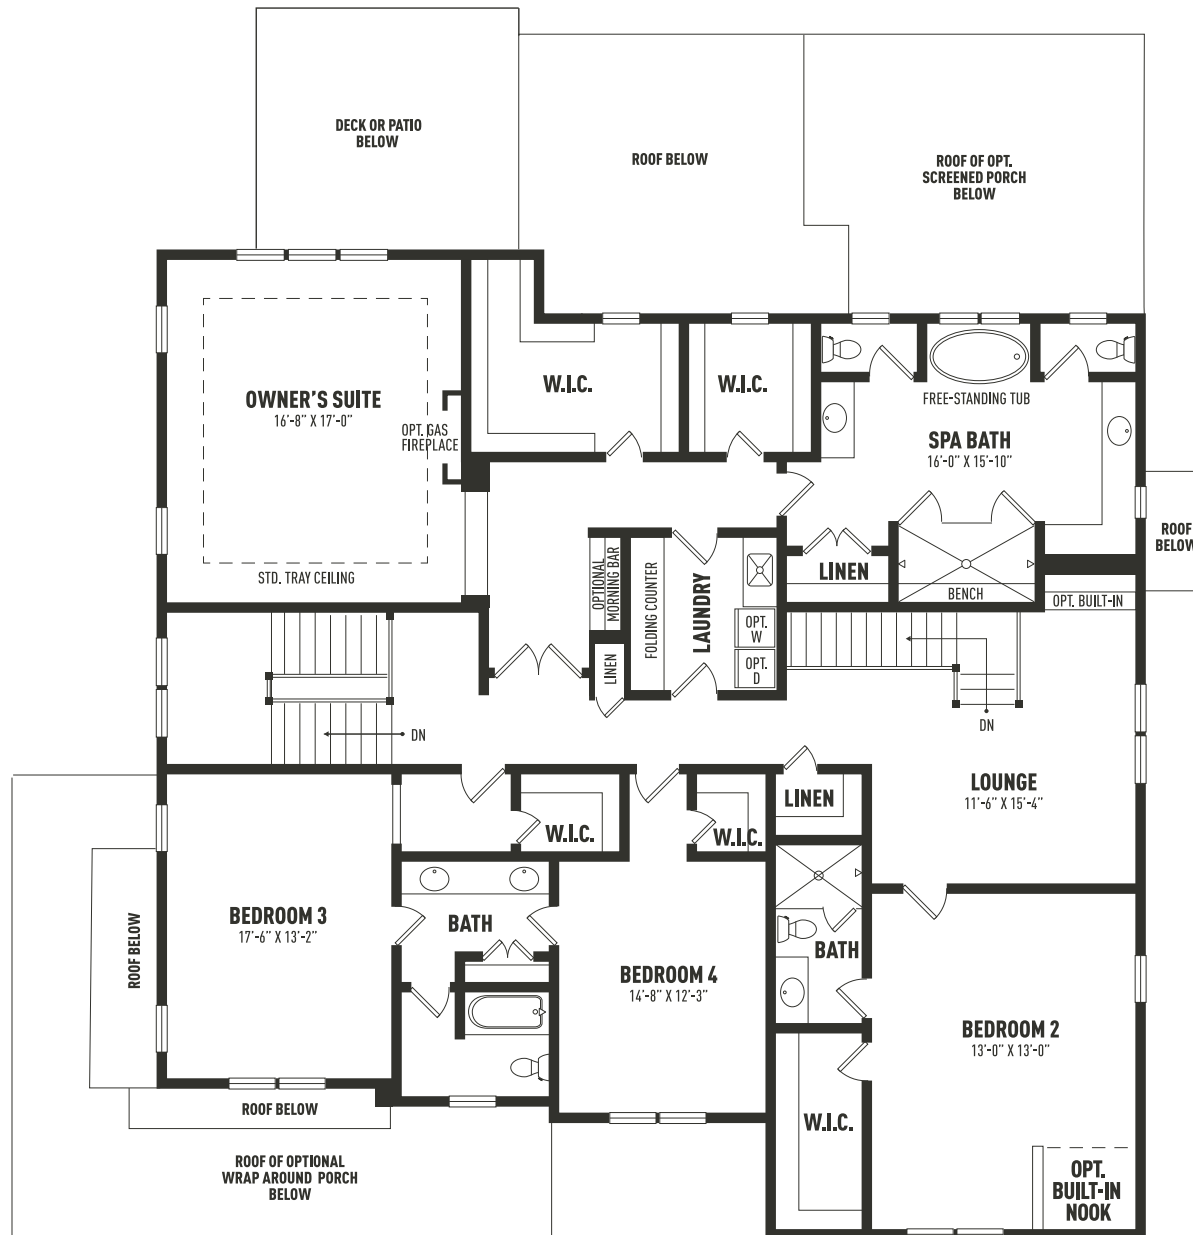 DECK OR PATIO
BELOW
ROOF BELOW
ROOF OF OPT.
SCREENED PORCH
BELOW
OWNER'S SUITE
16'-8" X 17'-0"
OPT. GAS
FIREPLACE
STD. TRAY CEILING
W.I.C.
W.I.C.
FREE-STANDING TUB
SPA BATH
16'-0" X 15'-10"
ROOF
BELOW
LINEN
BENCH
OPT. BUILT-IN
OPTIONAL
MORNING BAR
FOLDING COUNTER
LAUNDRY
OPT.
W
OPT.
D
LINEN
DN
DN
LOUNGE
11'-6" X 15'-4"
LINEN
W.I.C.
W.I.C.
BEDROOM 3
17'-6" X 13'-2"
BATH
BATH
BEDROOM 4
14'-8" X 12'-3"
BEDROOM 2
13'-0" X 13'-0"
ROOF BELOW
ROOF BELOW
W.I.C.
ROOF OF OPTIONAL
WRAP AROUND PORCH
BELOW
OPT.
BUILT-IN
NOOK